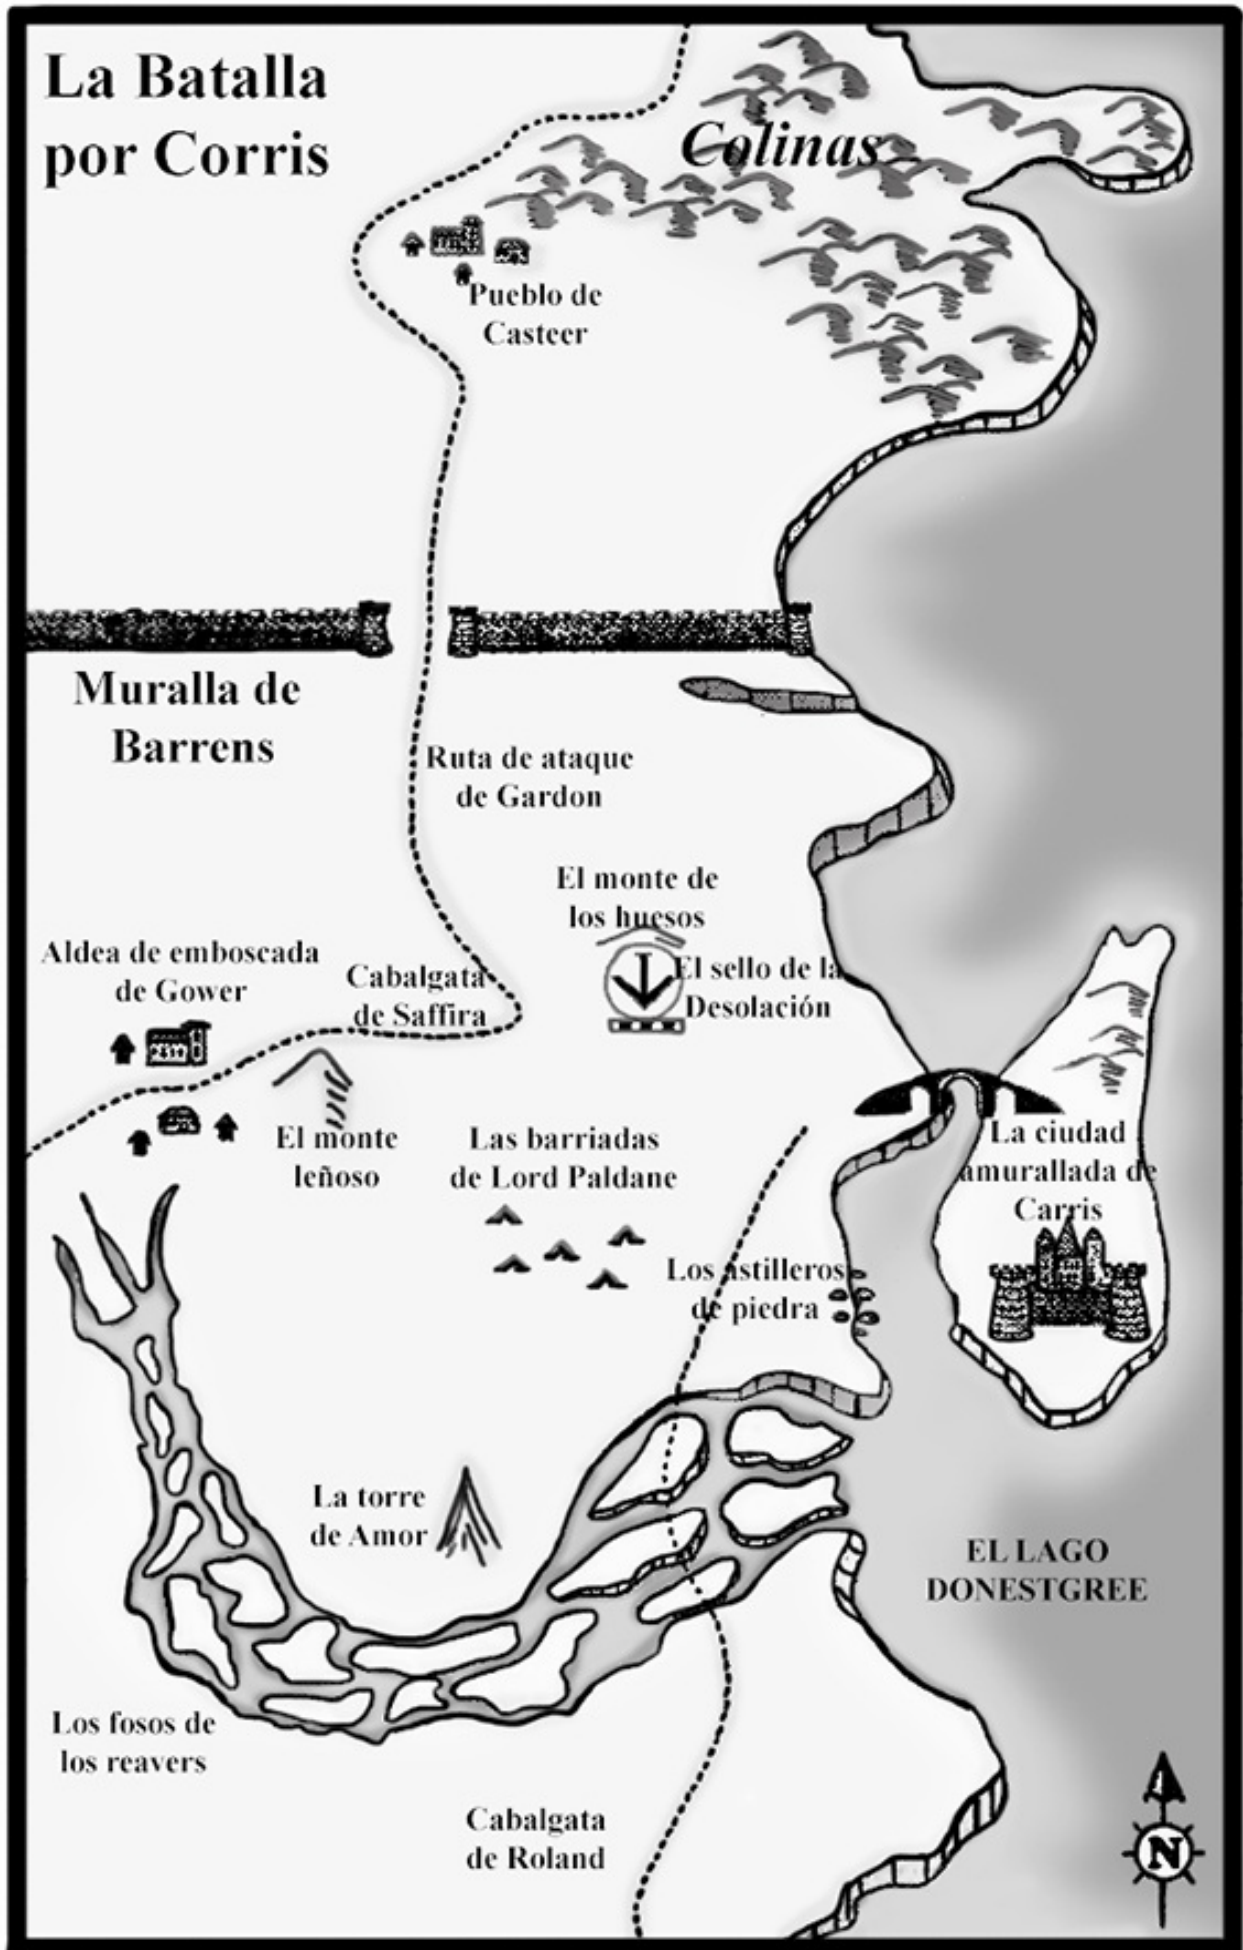 La Batalla
por Corris
Colinas
Pueblo de
Casteer
Muralla de
Barrens
Ruta de ataque
de Gardon
El monte de
los huesos
Aldea de emboscada
de Gower
Cabalgata
de Saffira
El sello de la
Desolación
El monte
leñoso
Las barriadas
de Lord Paldane
La ciudad
amurallada de
Carris
Los astilleros
de piedra
La torre
de Amor
EL LAGO
DONESTGREE
Los fosos de
los reavers
Cabalgata
de Roland
N